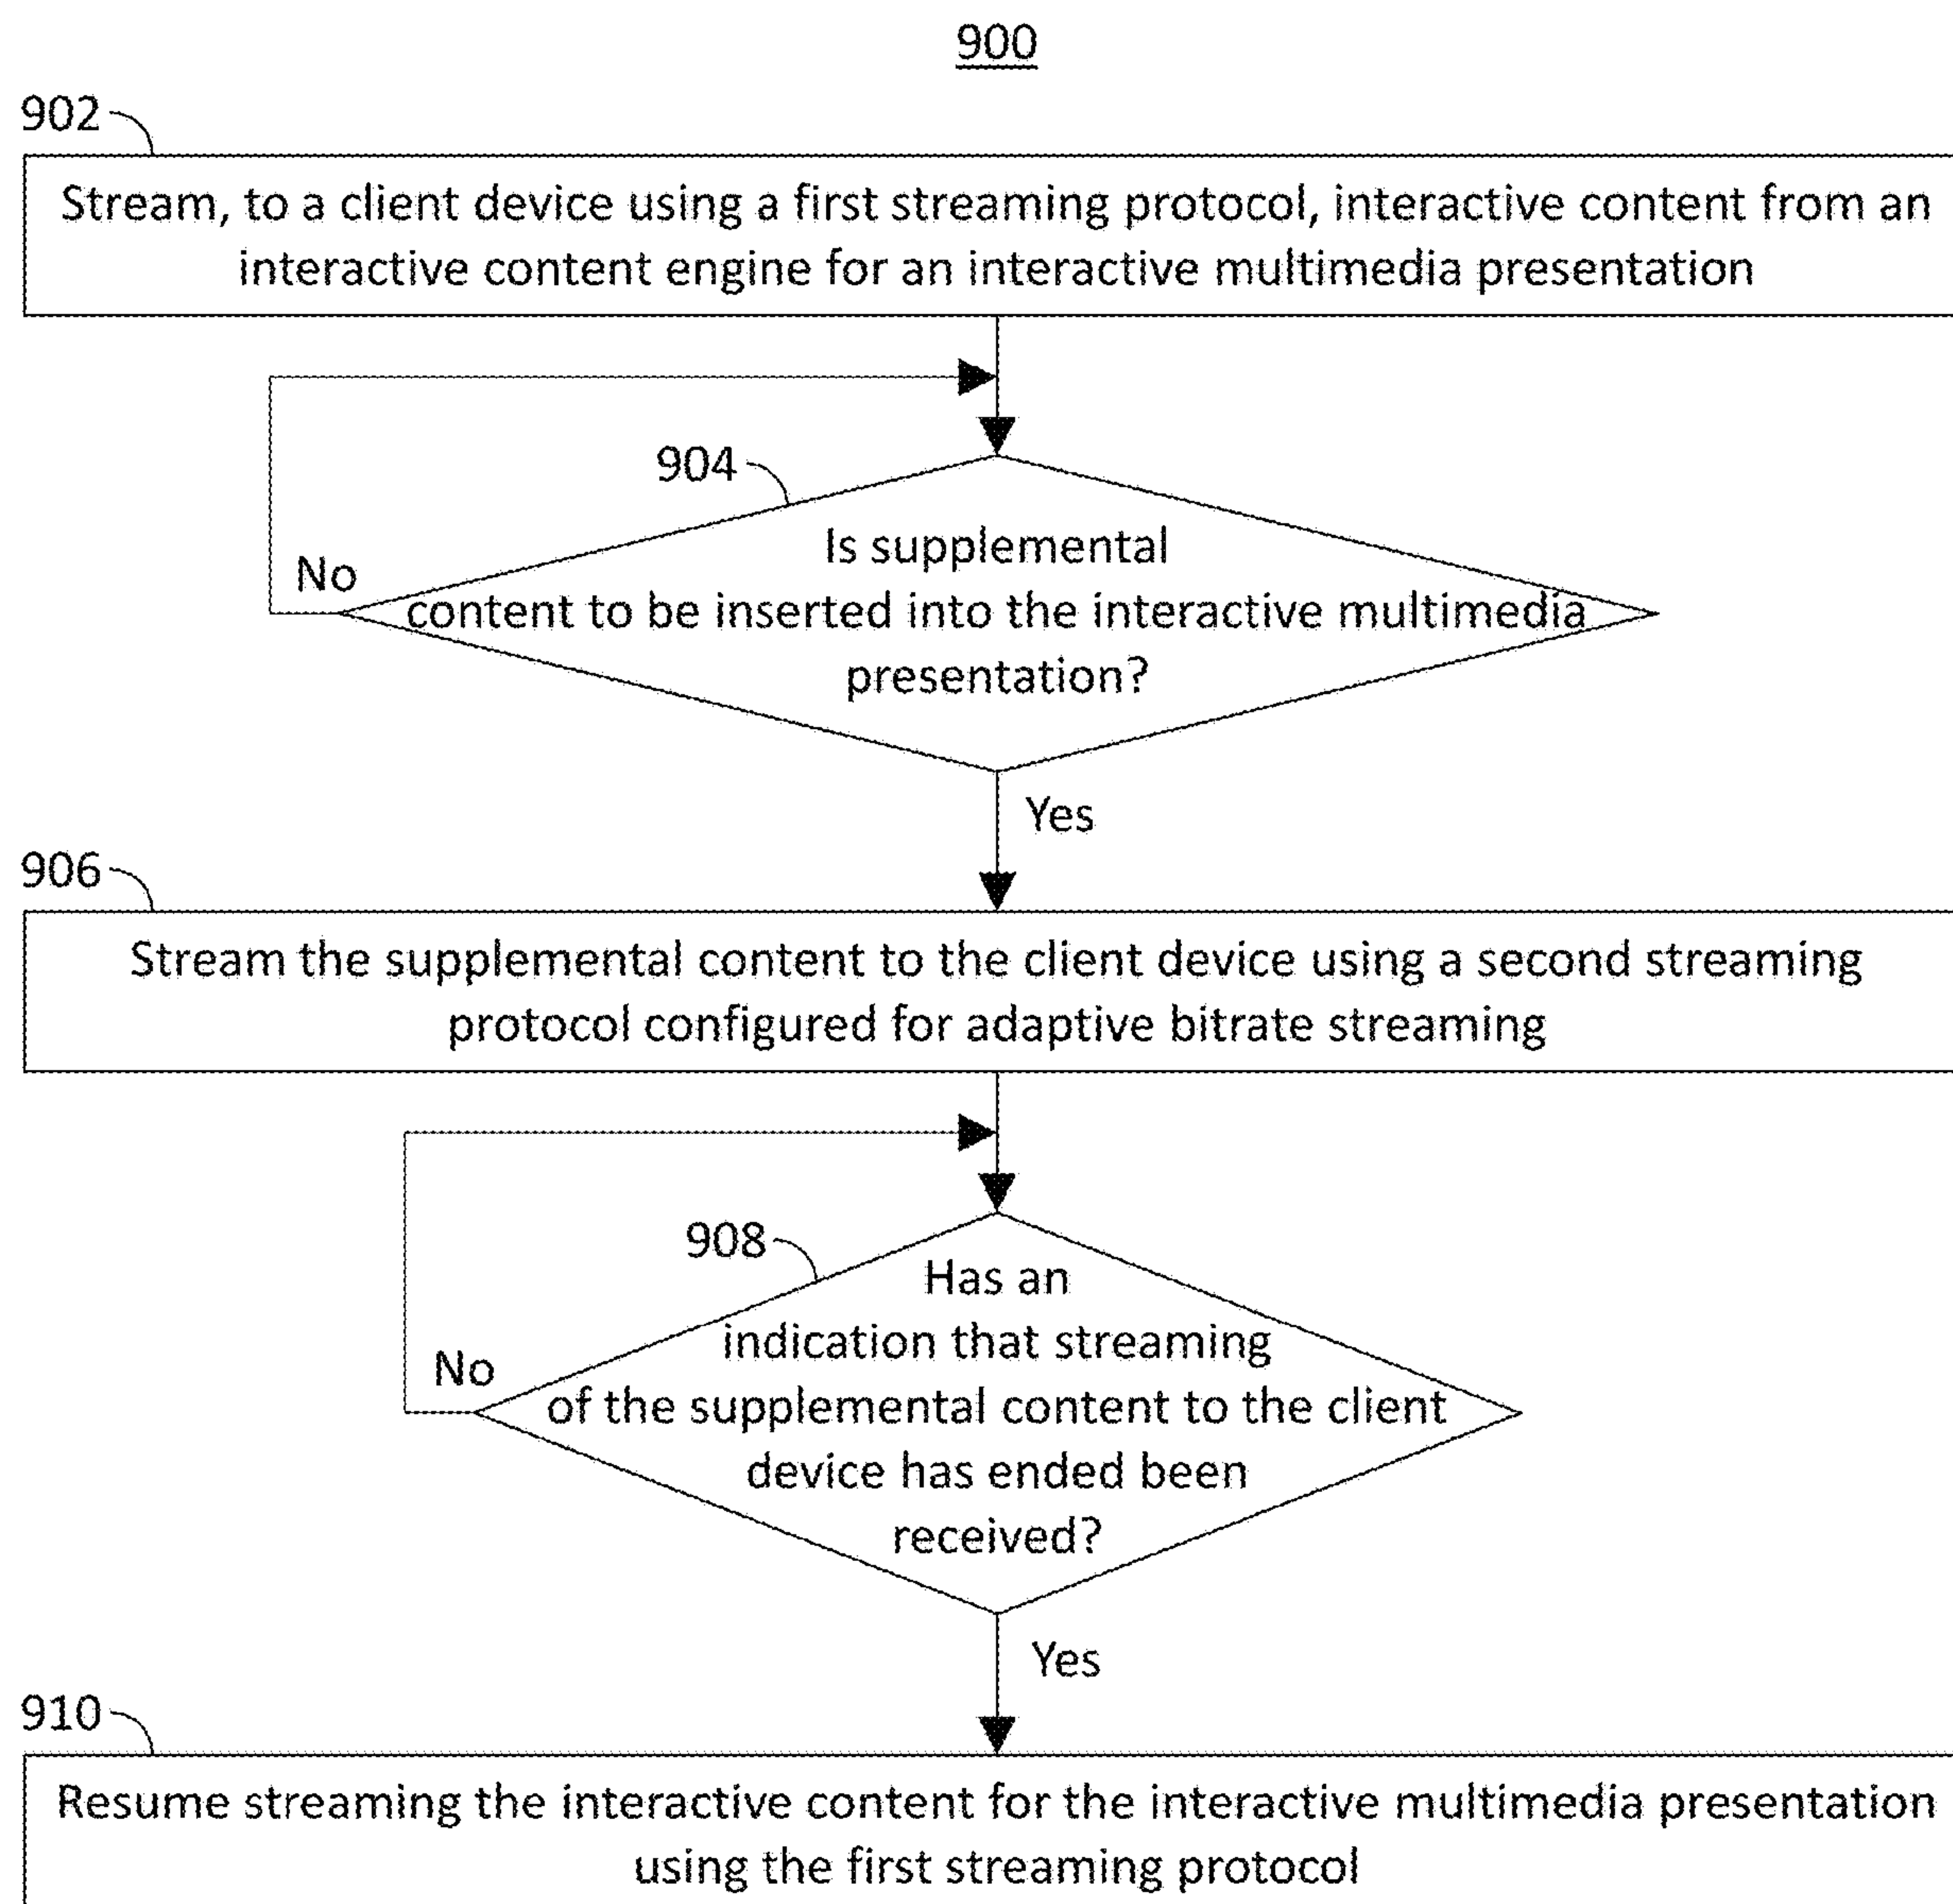 900
902
Stream, to a client device using a first streaming protocol, interactive content from an
interactive content engine for an interactive multimedia presentation
904
Is supplemental
No
content to be inserted into the interactive multimedia
presentation?
Yes
906
Stream the supplemental content to the client device using a second streaming
protocol configured for adaptive bitrate streaming
908
Has an
indication that streaming
No
of the supplemental content to the client
device has ended been
received?
Yes
910
Resume streaming the interactive content for the interactive multimedia presentation
using the first streaming protocol